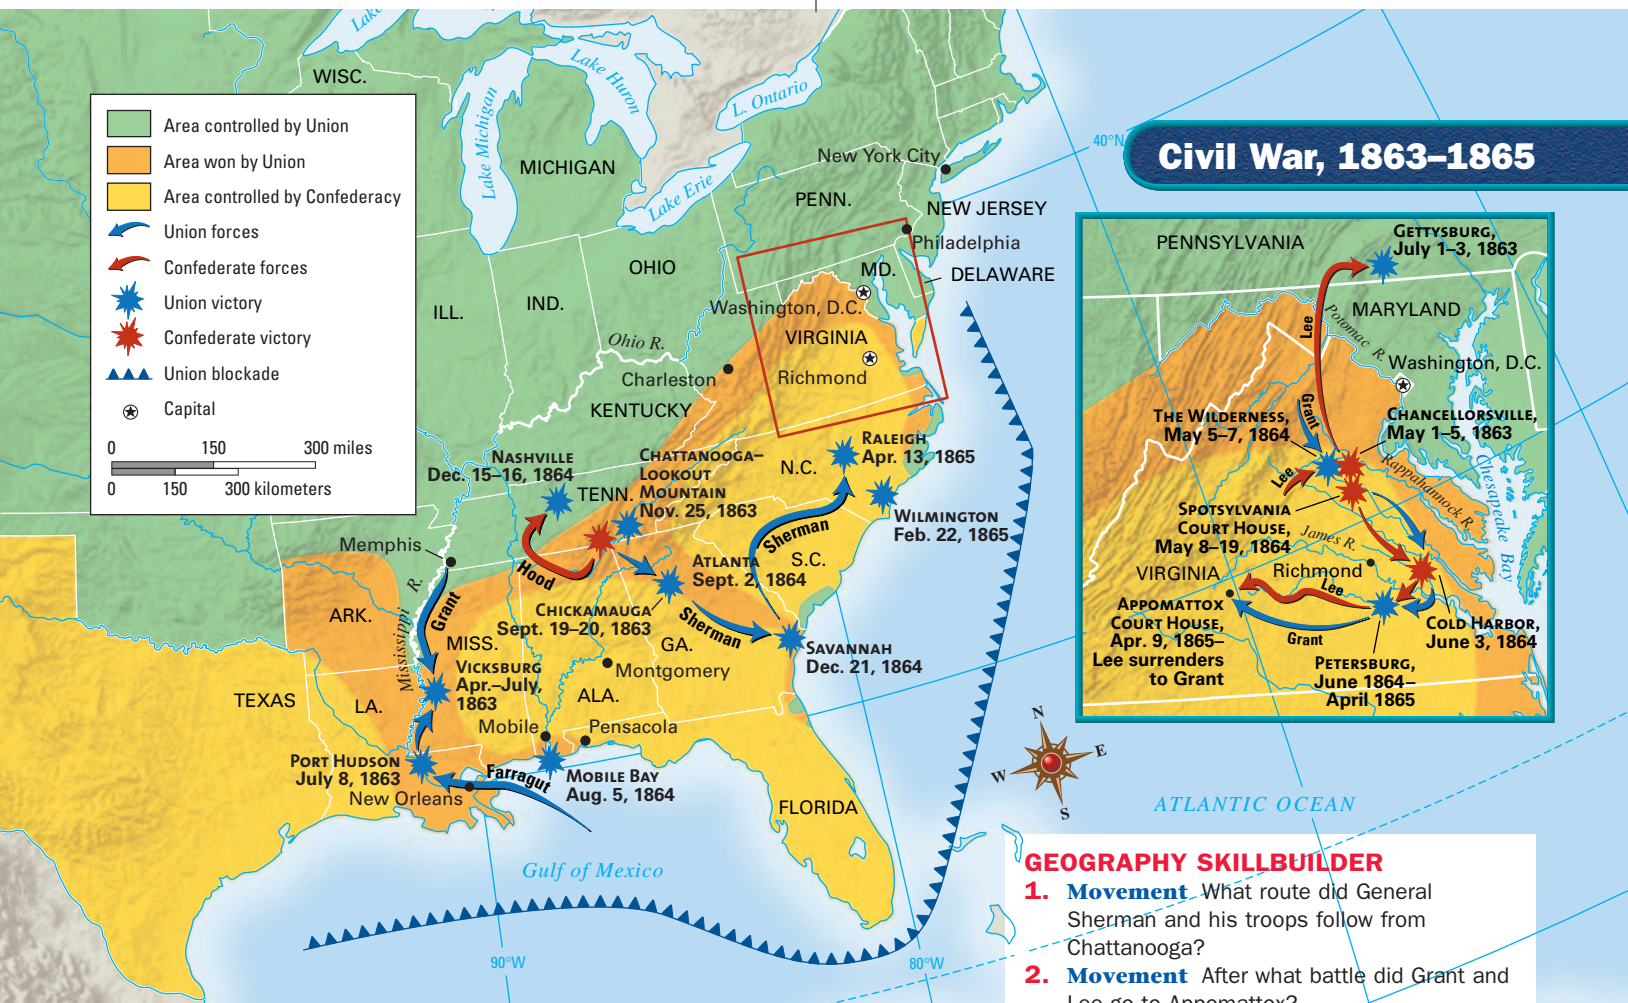 Civil War, 1863–1865
Area controlled by Union
Area won by Union
Area controlled by Confederacy
Union forces
Confederate forces
Union victory
Confederate victory
Union blockade
Capital
0 150 300 miles
0 150 300 kilometers
Lake
WISC.
Lake Michigan
Lake Huron
MICHIGAN
L. Ontario
Lake Erie
New York City
PENN.
NEW JERSEY
Philadelphia
MD.
DELAWARE
Washington, D.C.
VIRGINIA
Richmond
OHIO
IND.
ILL.
Ohio R.
Charleston
KENTUCKY
40°N
NASHVILLE
Dec. 15–16, 1864
TENN.
CHATTANOOGA–
LOOKOUT
MOUNTAIN
Nov. 25, 1863
N.C.
RALEIGH
Apr. 13, 1865
WILMINGTON
Feb. 22, 1865
Sherman
S.C.
Memphis
Hood
ATLANTA
Sept. 2, 1864
CHICKAMAUGA
Sept. 19–20, 1863
Sherman
GA.
SAVANNAH
Dec. 21, 1864
ARK.
Mississippi R.
Grant
MISS.
VICKSBURG
Apr.–July,
1863
Montgomery
ALA.
TEXAS
LA.
Mobile
Pensacola
PORT HUDSON
July 8, 1863
New Orleans
Farragut
MOBILE BAY
Aug. 5, 1864
FLORIDA
Gulf of Mexico
90°W
80°W
ATLANTIC OCEAN
N
E
S
W
PENNSYLVANIA
GETTYSBURG,
July 1–3, 1863
MARYLAND
Lee
Potomac R.
Washington, D.C.
Grant
THE WILDERNESS,
May 5–7, 1864
CHANCELLORSVILLE,
May 1–5, 1863
Lee
Rappahannock R.
Chesapeake Bay
SPOTSYLVANIA
COURT HOUSE,
May 8–19, 1864
James R.
Richmond
VIRGINIA
Lee
APPOMATTOX
COURT HOUSE,
Apr. 9, 1865–
Lee surrenders
to Grant
Grant
COLD HARBOR,
June 3, 1864
PETERSBURG,
June 1864–
April 1865
GEOGRAPHY SKILLBUILDER
1. Movement What route did General
Sherman and his troops follow from
Chattanooga?
2. Movement After what battle did Grant and
Lee go to Appomattox?